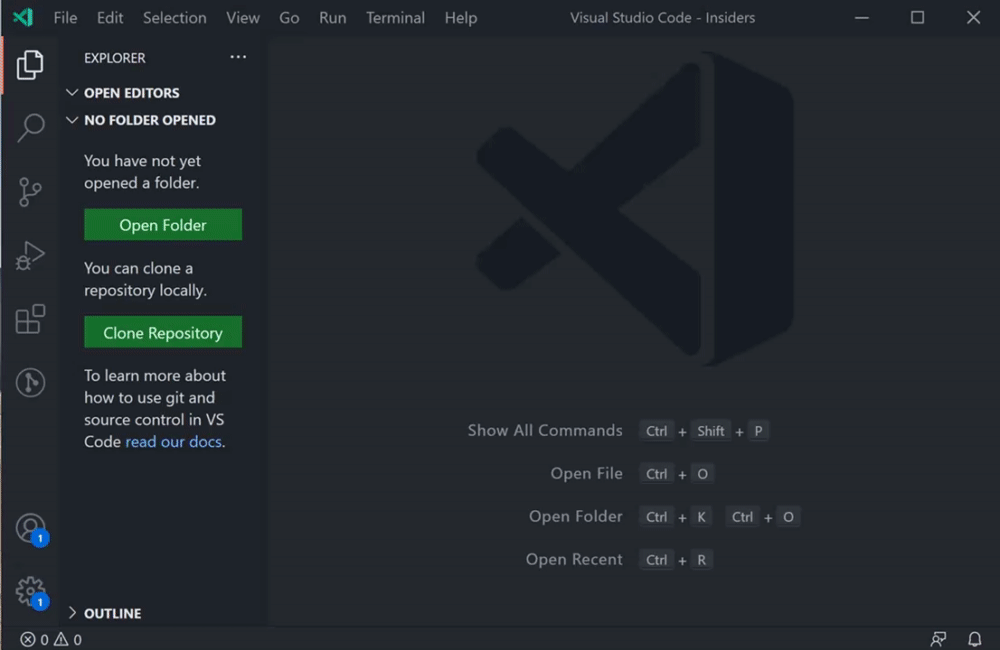 File Edit Selection View Go Run Terminal Help Visual Studio Code - Insiders
EXPLORER
OPEN EDITORS
NO FOLDER OPENED
You have not yet
opened a folder.
Open Folder
You can clone a
repository locally.
Clone Repository
To learn more about
how to use git and
source control in VS
Code read our docs.
Show All Commands Ctrl + Shift + P
Open File Ctrl + O
Open Folder Ctrl + K Ctrl + O
Open Recent Ctrl + R
1
1
OUTLINE
0 0